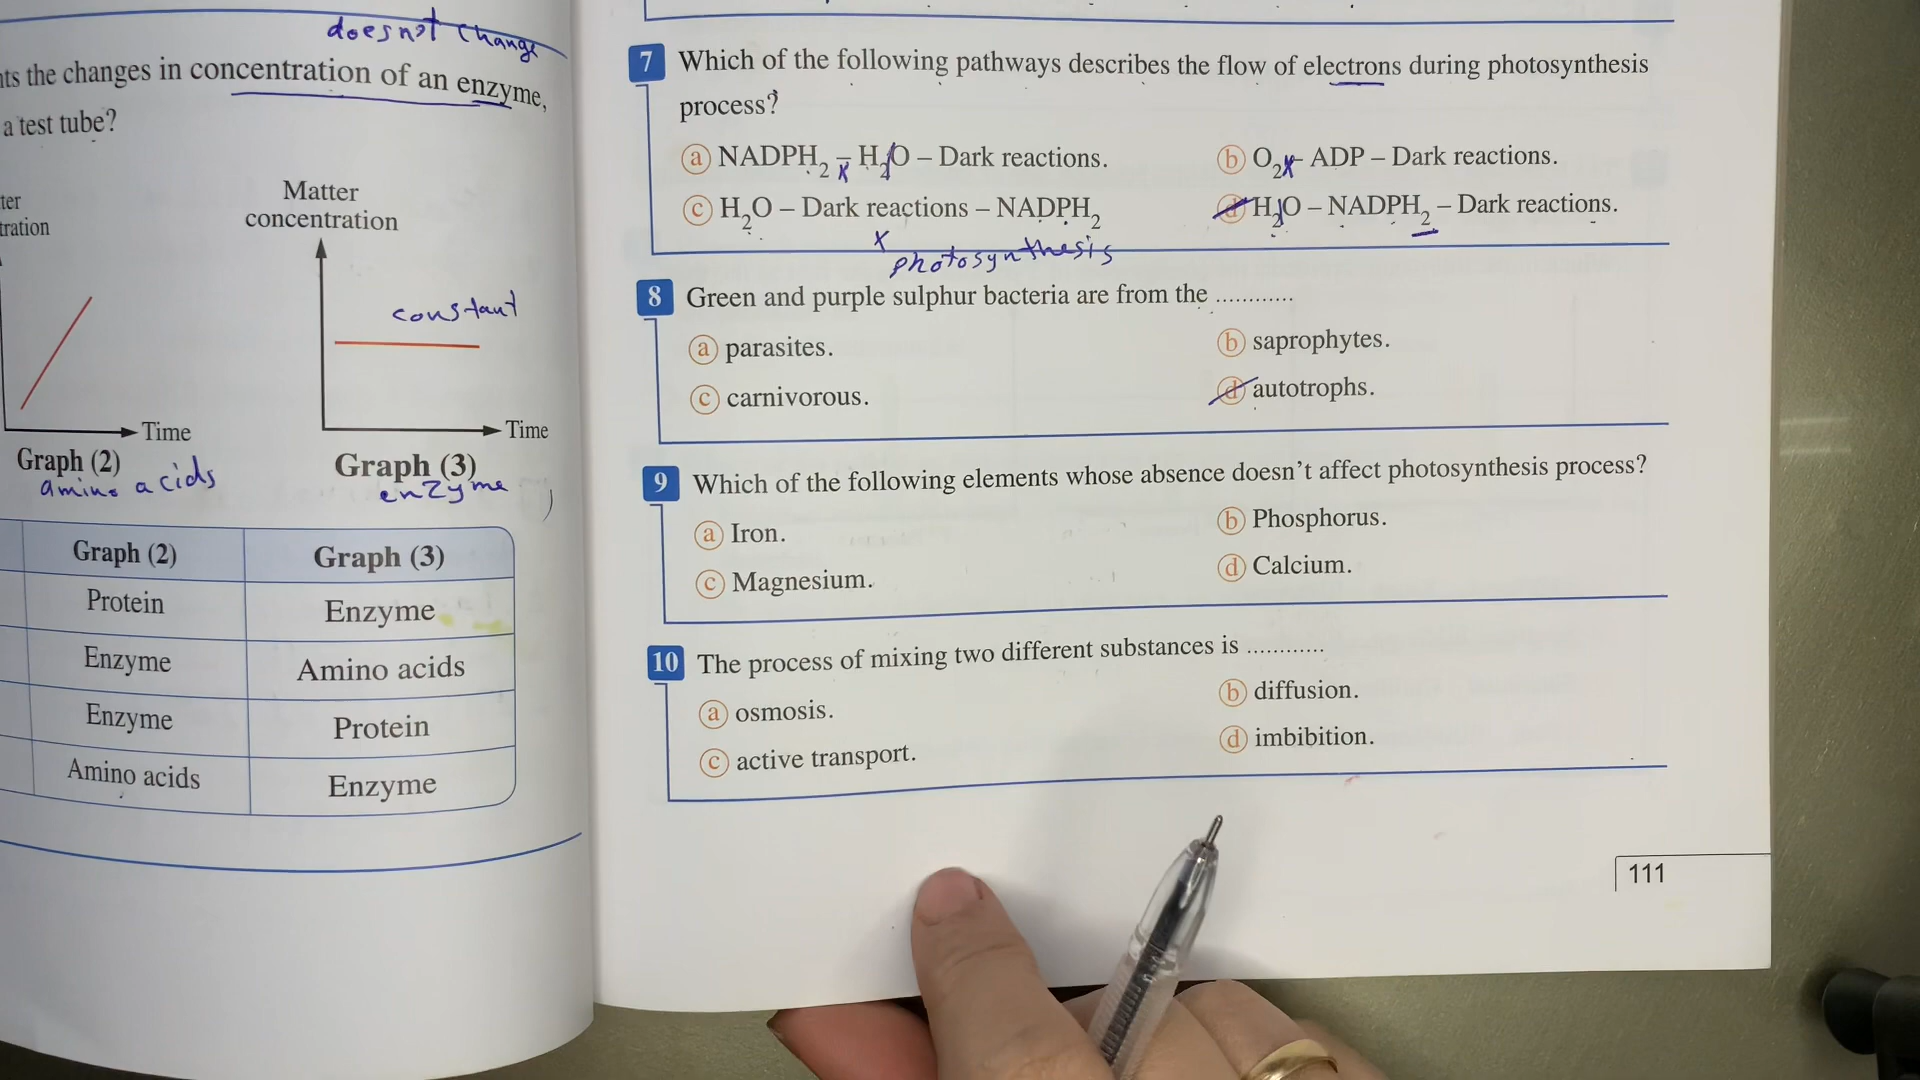 does not change
nts the changes in concentration of an enzyme,
a test tube?
ter
tration
Matter
concentration
constant
Time
Time
Graph (2)
Graph (3)
amino acids
enzyme
Graph (2) Graph (3)
Protein Enzyme
Enzyme Amino acids
Enzyme Protein
Amino acids Enzyme
7 Which of the following pathways describes the flow of electrons during photosynthesis
process?
a NADPH2 – H2O – Dark reactions.
b O2 – ADP – Dark reactions.
c H2O – Dark reactions – NADPH2
d H2O – NADPH2 – Dark reactions.
x photosynthesis
8 Green and purple sulphur bacteria are from the ............
a parasites.
b saprophytes.
c carnivorous.
d autotrophs.
9 Which of the following elements whose absence doesn't affect photosynthesis process?
a Iron.
b Phosphorus.
c Magnesium.
d Calcium.
10 The process of mixing two different substances is ............
a osmosis.
b diffusion.
c active transport.
d imbibition.
111